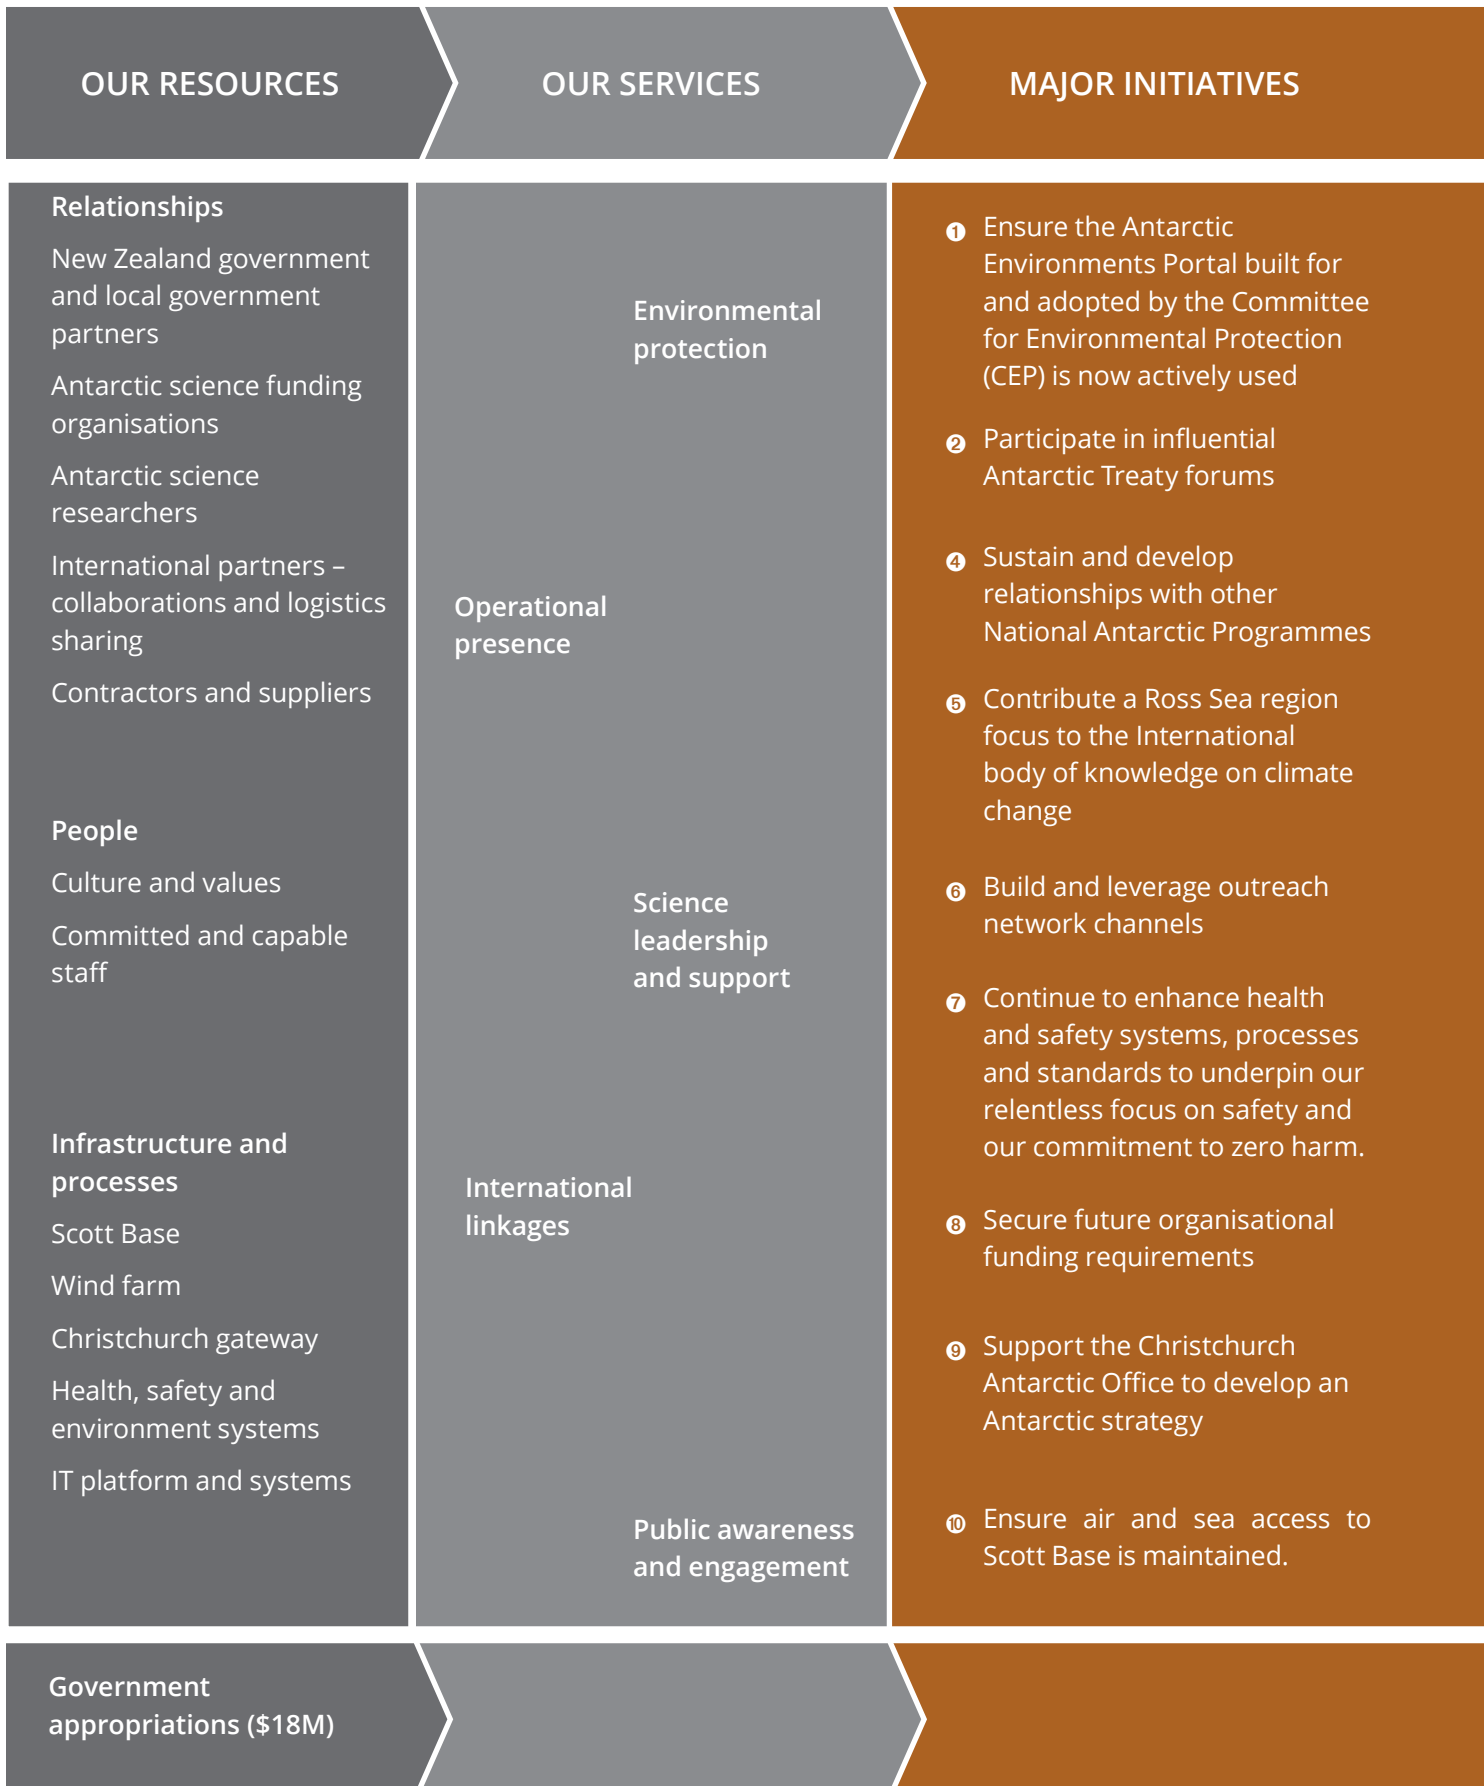 OUR RESOURCES
OUR SERVICES
MAJOR INITIATIVES
Relationships
New Zealand government
and local government
partners
Antarctic science funding
organisations
Antarctic science
researchers
International partners –
collaborations and logistics
sharing
Contractors and suppliers
People
Culture and values
Committed and capable
staff
Infrastructure and
processes
Scott Base
Wind farm
Christchurch gateway
Health, safety and
environment systems
IT platform and systems
Environmental
protection
Operational
presence
Science
leadership
and support
International
linkages
Public awareness
and engagement
❶ Ensure the Antarctic
Environments Portal built for
and adopted by the Committee
for Environmental Protection
(CEP) is now actively used
❷ Participate in influential
Antarctic Treaty forums
❹ Sustain and develop
relationships with other
National Antarctic Programmes
❺ Contribute a Ross Sea region
focus to the International
body of knowledge on climate
change
❻ Build and leverage outreach
network channels
❼ Continue to enhance health
and safety systems, processes
and standards to underpin our
relentless focus on safety and
our commitment to zero harm.
❽ Secure future organisational
funding requirements
❾ Support the Christchurch
Antarctic Office to develop an
Antarctic strategy
❿ Ensure air and sea access to
Scott Base is maintained.
Government
appropriations ($18M)